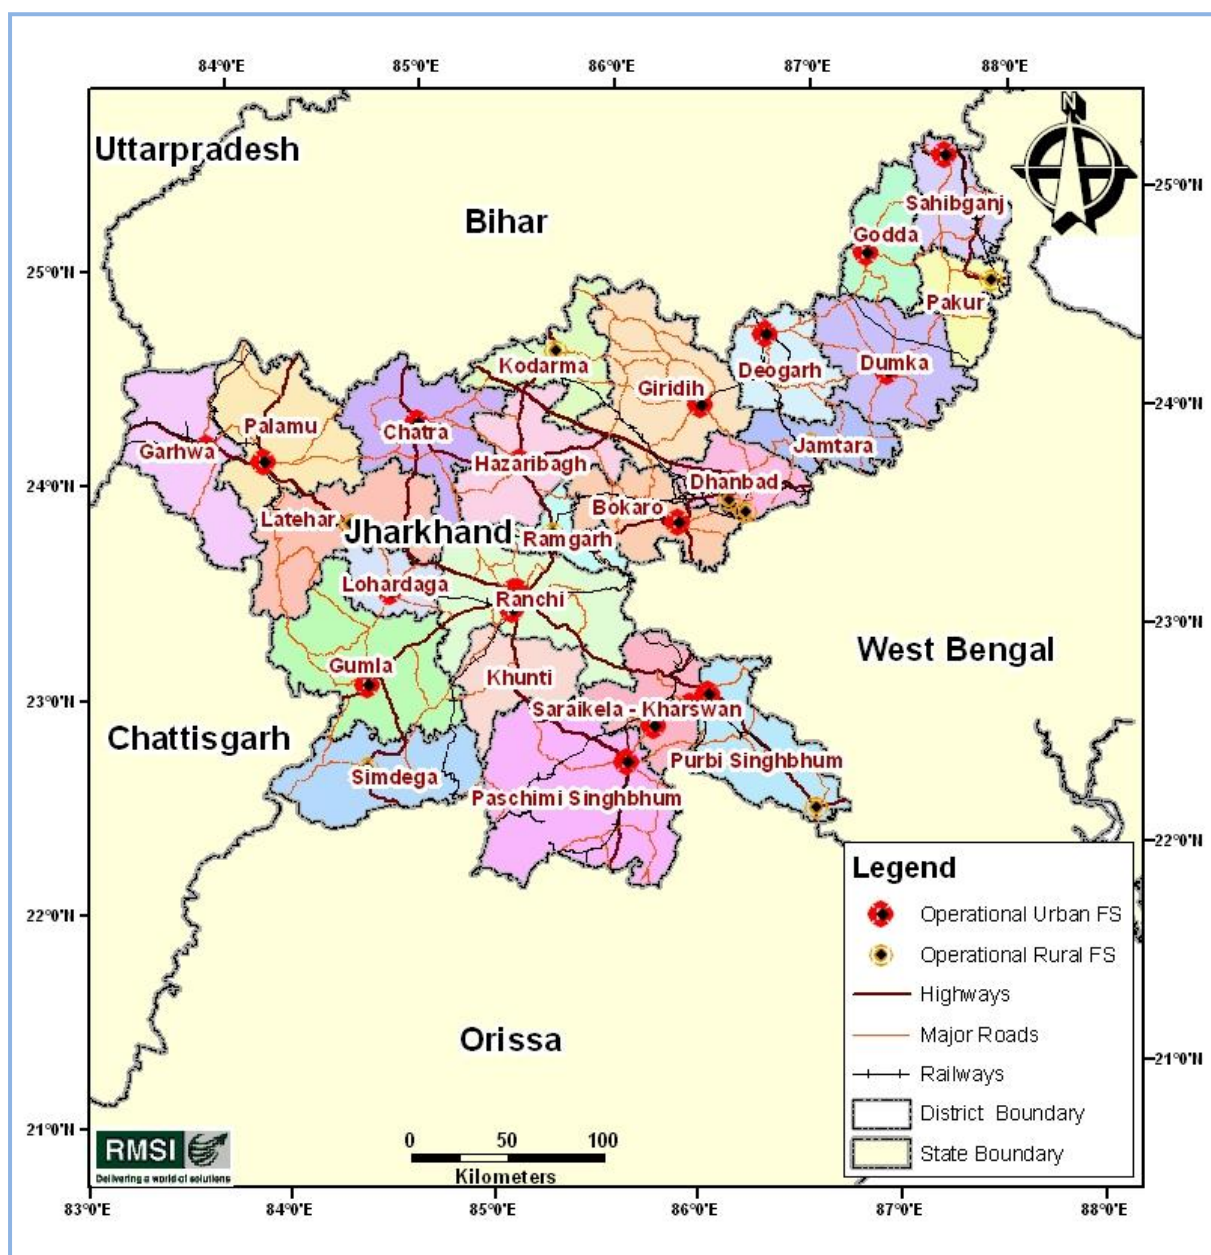 84°0'E 85°0'E 86°0'E 87°0'E 88°0'E
N
Uttarpradesh
Bihar
25°0'N
Sahibganj
Godda
25°0'N
Pakur
Kodarma
Deogarh
Dumka
Giridih
24°0'N
Palamu
Chatra
Garhwa
Jamtara
Hazaribagh
Dhanbad
24°0'N
Bokaro
Latehar
Jharkhand
Ramgarh
Lohardaga
Ranchi
23°0'N
West Bengal
Gumla
Khunti
23°0'N
Saraikela - Kharswan
Chattisgarh
Purbi Singhbhum
Simdega
Paschimi Singhbhum
22°0'N
Legend
Operational Urban FS
22°0'N
Operational Rural FS
Highways
Orissa
Major Roads
21°0'N
Railways
District Boundary
21°0'N
State Boundary
RMSI
Delivering a world of solutions
0 50 100
Kilometers
83°0'E 84°0'E 85°0'E 86°0'E 87°0'E 88°0'E